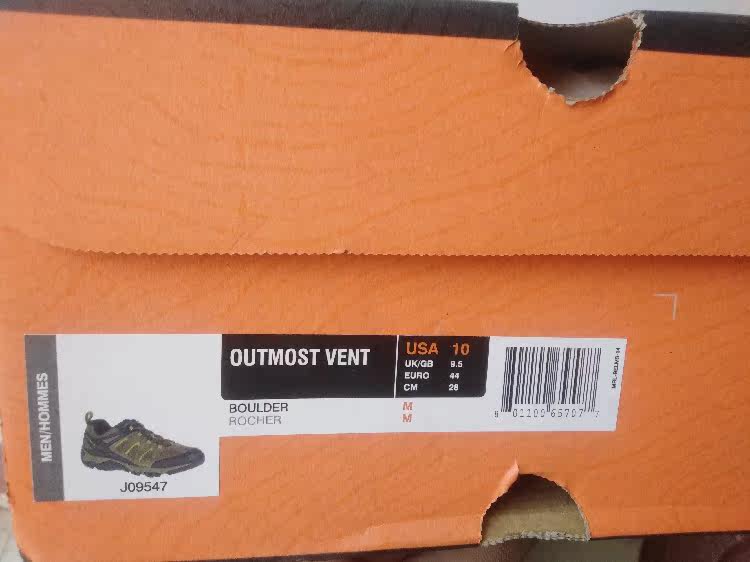 MEN/HOMMES
J09547
OUTMOST VENT
BOULDER
ROCHER
USA 10
UK/GB 9.5
EURO 44
CM 28
M
M